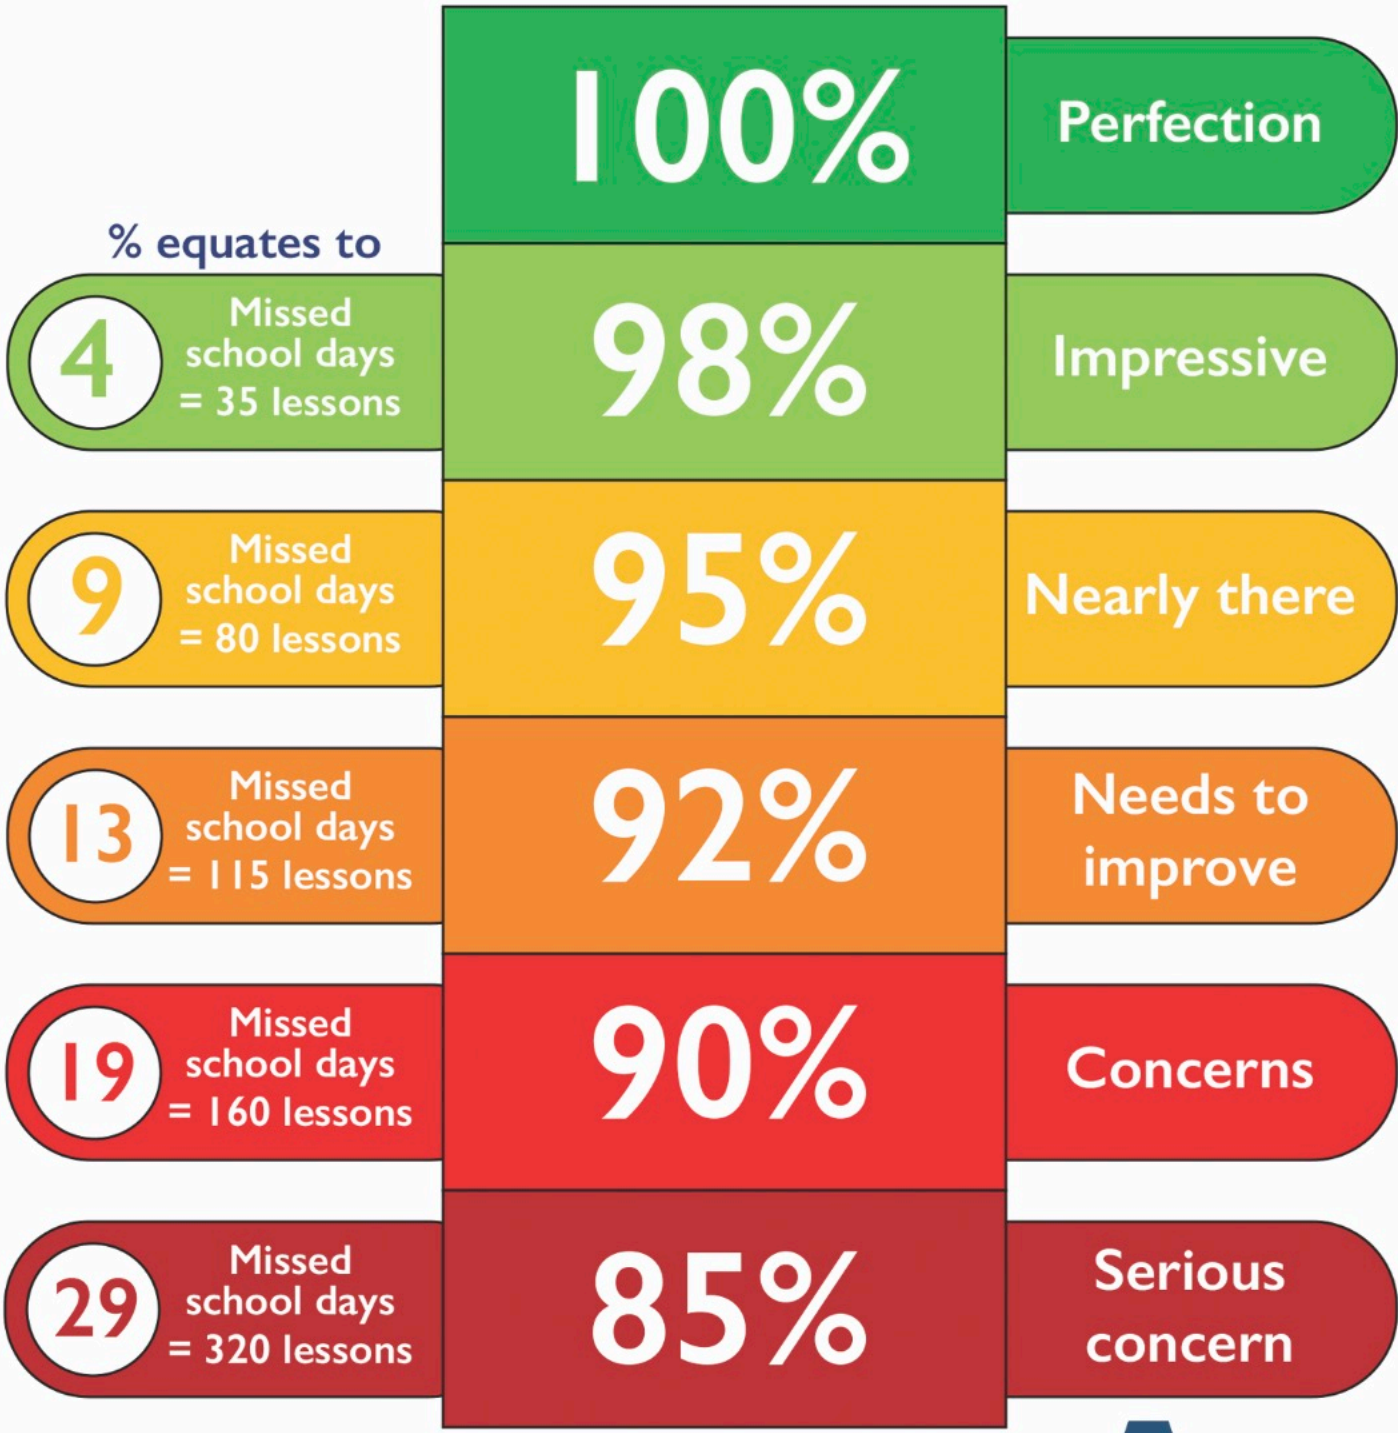 100%
Perfection
% equates to
4
Missed
school days
= 35 lessons
98%
Impressive
9
Missed
school days
= 80 lessons
95%
Nearly there
13
Missed
school days
= 115 lessons
92%
Needs to
improve
19
Missed
school days
= 160 lessons
90%
Concerns
29
Missed
school days
= 320 lessons
85%
Serious
concern